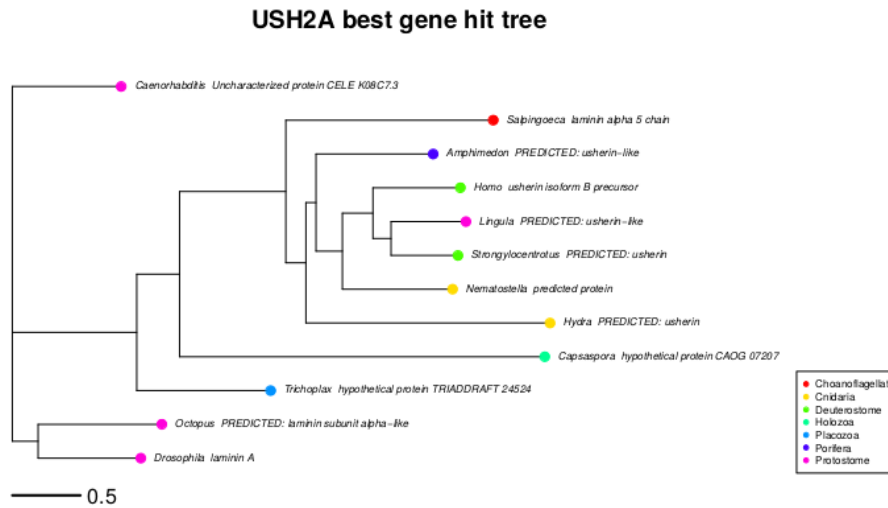 USH2A best gene hit tree
Caenorhabditis Uncharacterized protein CELE K08C7.3
Salpingoeca laminin alpha 5 chain
Amphimedon PREDICTED: usherin-like
Homo usherin isoform B precursor
Lingula PREDICTED: usherin-like
Strongylocentrotus PREDICTED: usherin
Nematostella predicted protein
Hydra PREDICTED: usherin
Capsaspora hypothetical protein CAOG 07207
Trichoplax hypothetical protein TRIADDRAFT 24524
Octopus PREDICTED: laminin subunit alpha-like
Drosophila laminin A
Choanoflagellat
Cnidaria
Deuterostome
Holozoa
Placozoa
Porifera
Protostome
0.5